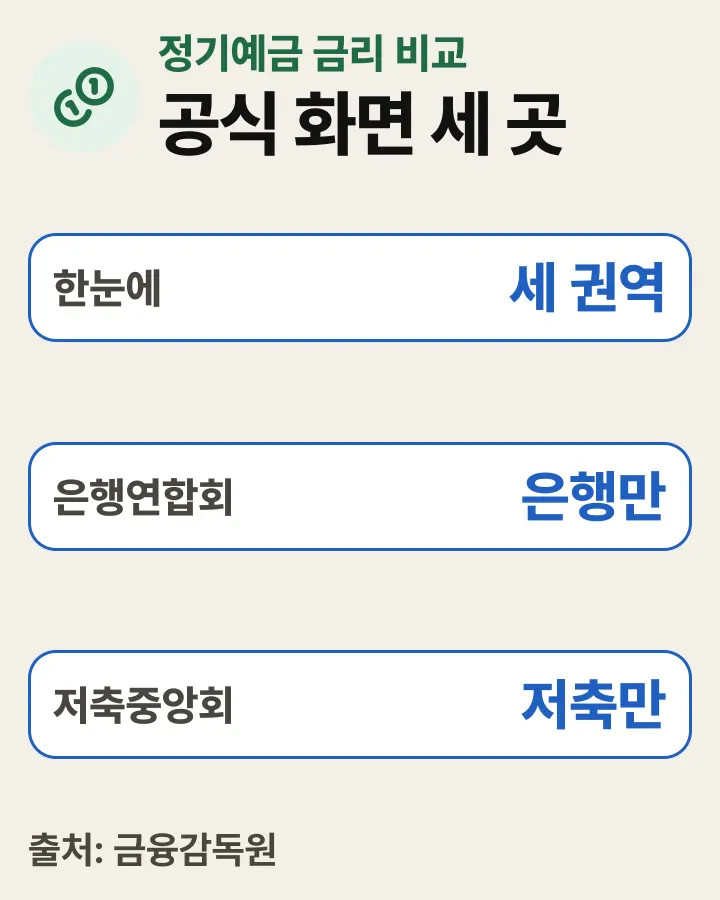 정기예금 금리 비교
공식 화면 세 곳
한눈에 세 권역
은행연합회 은행만
저축중앙회 저축만
출처: 금융감독원